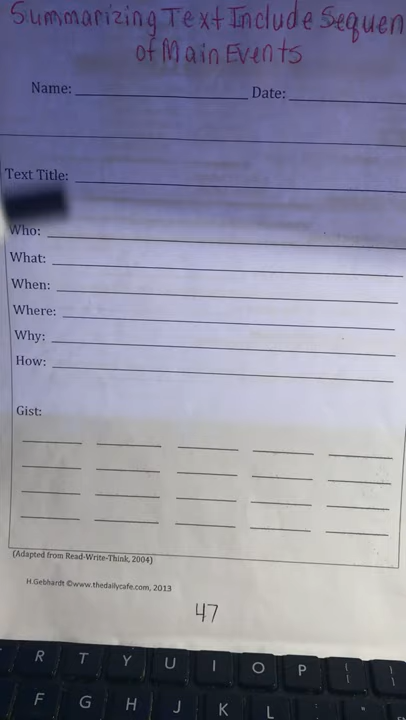 Summarizing Text Include Sequen
of Main Events
Name: Date:
Text Title:
Who:
What:
When:
Where:
Why:
How:
Gist:
(Adapted from Read-Write-Think, 2004)
H.Gebhardt ©www.thedailycafe.com, 2013
47
R T Y U I O P { [
F G H J K L : ; "